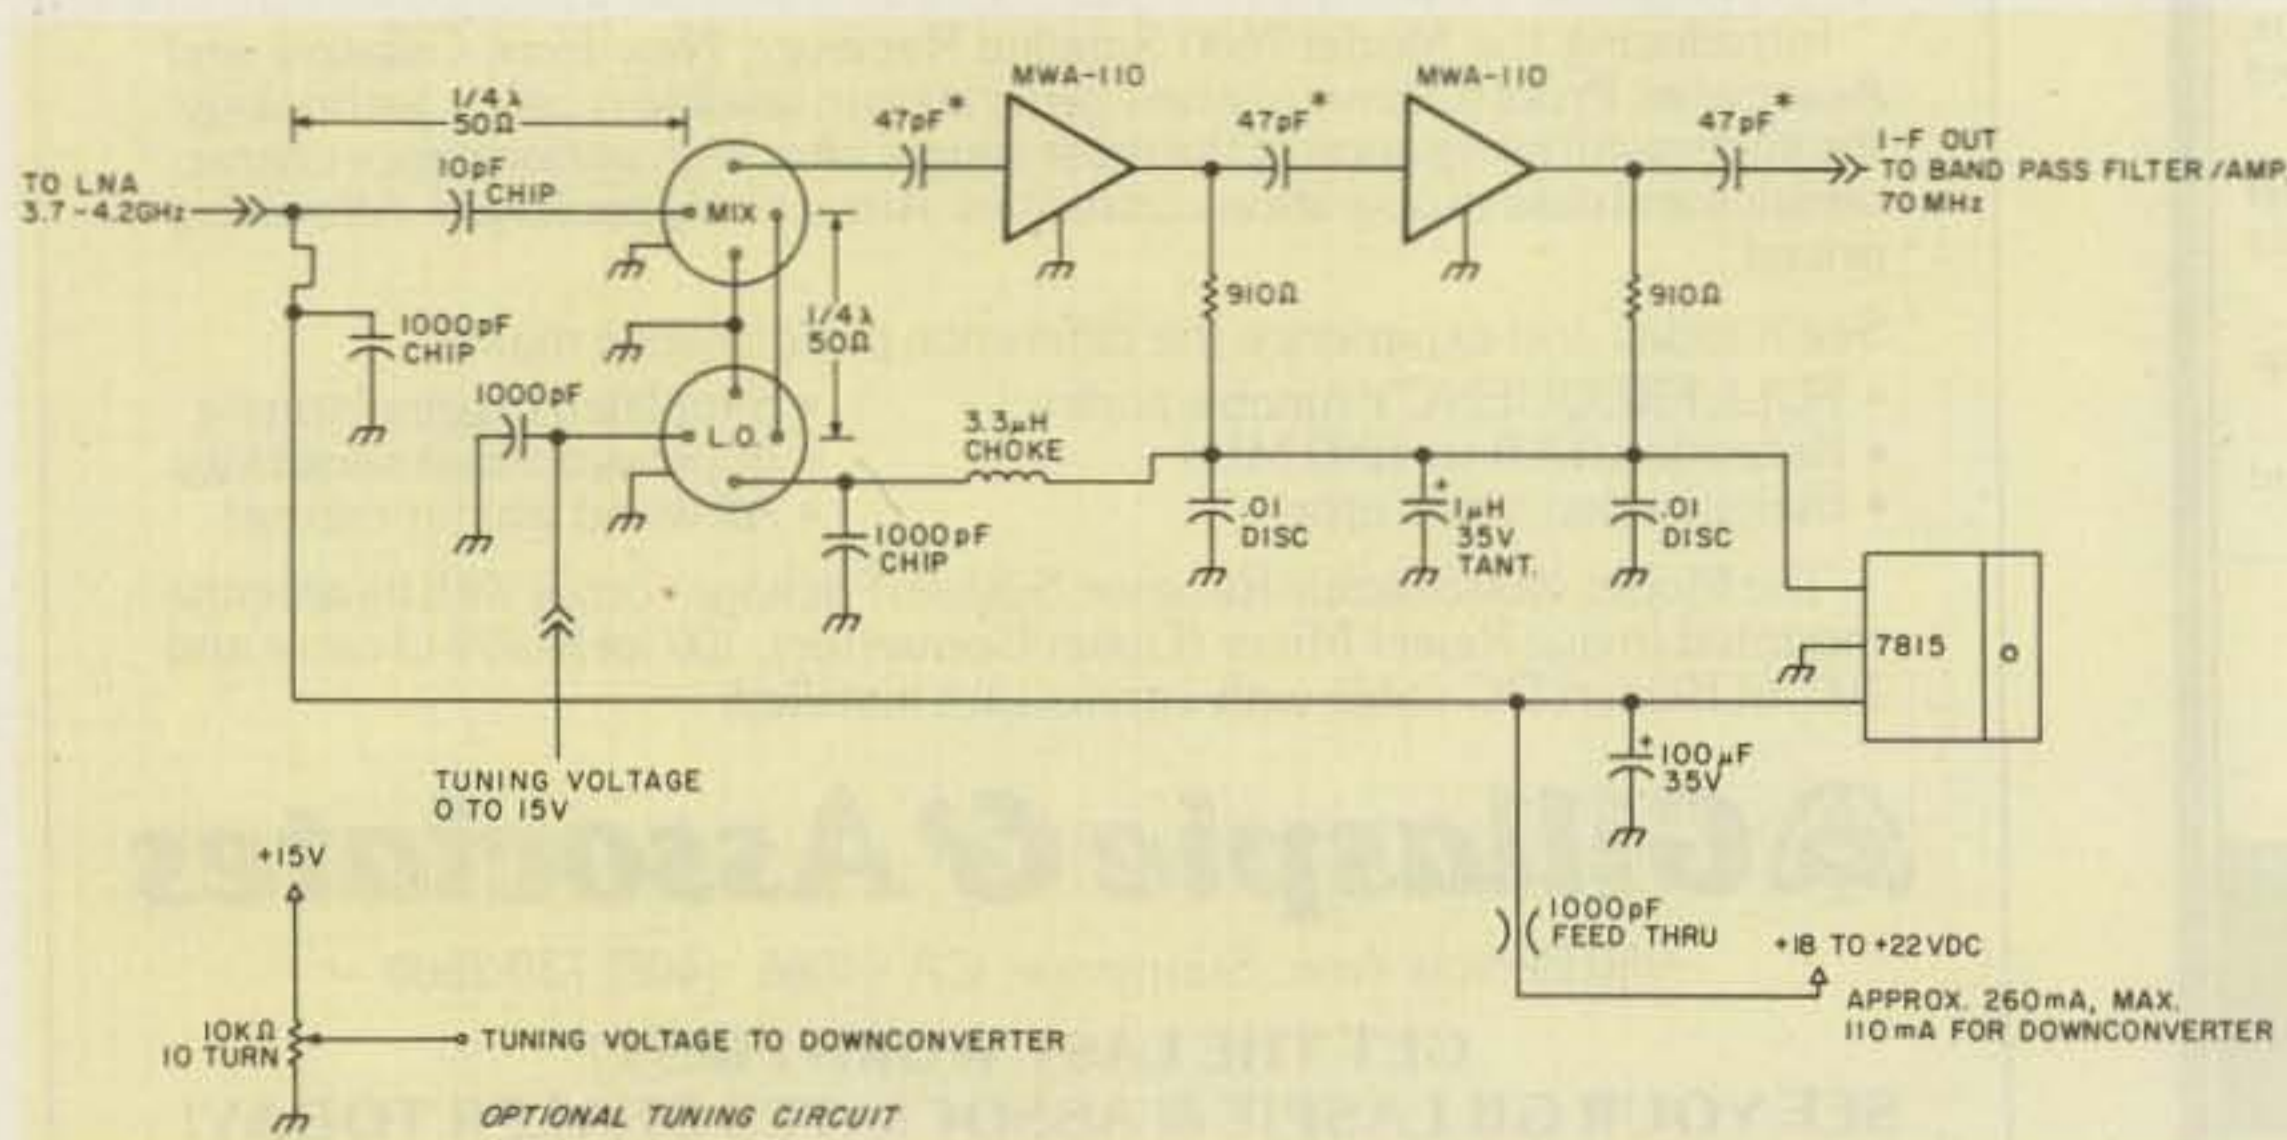 MWA-110
MWA-110
1/4λ
50Ω
47pF*
47pF*
47pF*
I-F OUT
TO BAND PASS FILTER/AMP.
70 MHz
TO LNA
3.7-4.2GHz
10pF
CHIP
MIX
910Ω
910Ω
1/4λ
50Ω
1000pF
CHIP
1000pF
L.O.
3.3µH
CHOKE
1000pF
CHIP
.01
DISC
+
1µH
35V
TANT.
.01
DISC
7815
TUNING VOLTAGE
0 TO 15V
+
100µF
35V
+15V
1000pF
FEED THRU
+18 TO +22VDC
APPROX. 260mA, MAX.
110mA FOR DOWNCONVERTER
10KΩ
10 TURN
TUNING VOLTAGE TO DOWNCONVERTER
OPTIONAL TUNING CIRCUIT